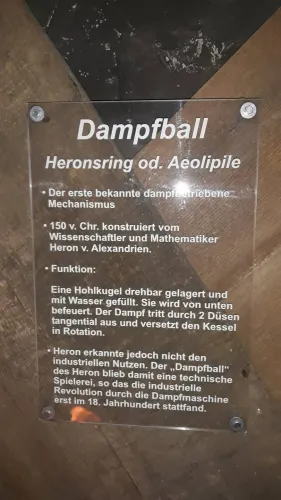 Dampfball
Heronsring od. Aeolipile
• Der erste bekannte dampfbetriebene
Mechanismus
• 150 v. Chr. konstruiert vom
Wissenschaftler und Mathematiker
Heron v. Alexandrien.
• Funktion:
Eine Hohlkugel drehbar gelagert und
mit Wasser gefüllt. Sie wird von unten
befeuert. Der Dampf tritt durch 2 Düsen
tangential aus und versetzt den Kessel
in Rotation.
• Heron erkannte jedoch nicht den
industriellen Nutzen. Der „Dampfball“
des Heron blieb damit eine technische
Spielerei, so das die industrielle
Revolution durch die Dampfmaschine
erst im 18. Jahrhundert stattfand.